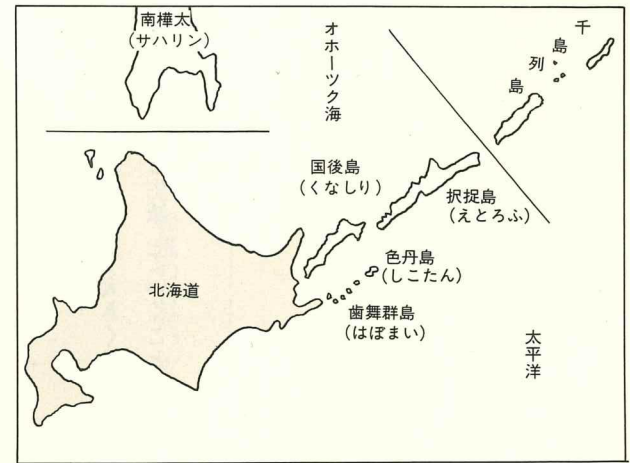 南樺太
(サハリン)
オホーツク海
千島列島
国後島
(くなしり)
択捉島
(えとろふ)
色丹島
(しこたん)
北海道
歯舞群島
(はぼまい)
太平洋